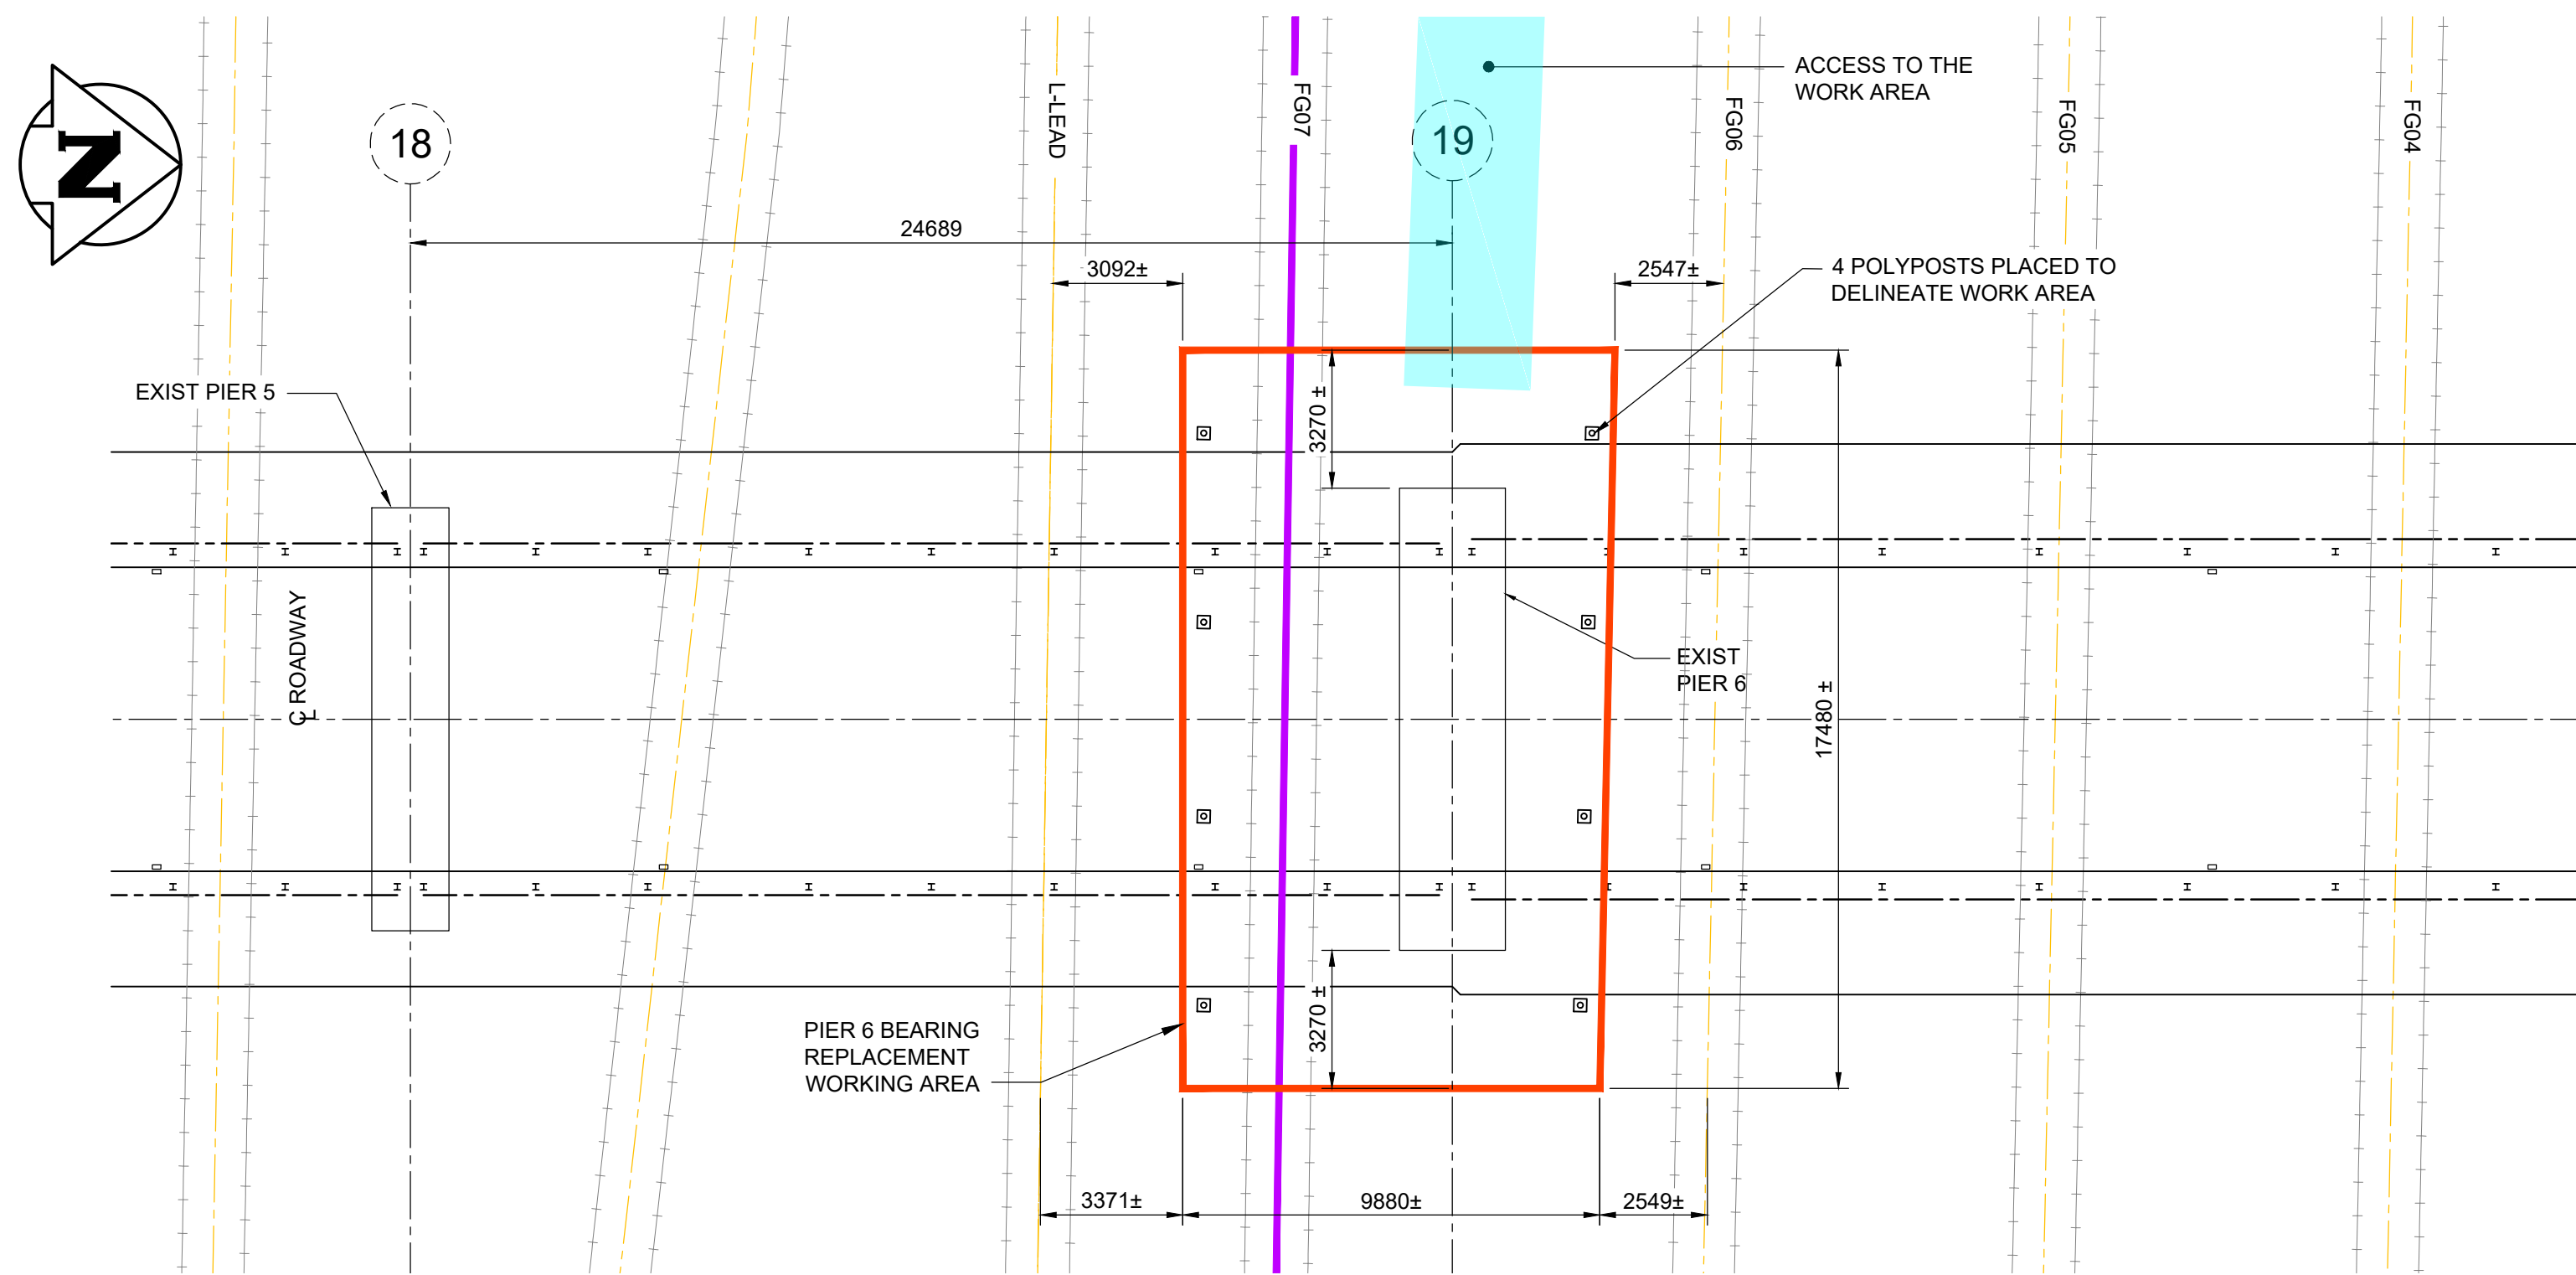 N
18
L-LEAD
FG07
19
ACCESS TO THE
WORK AREA
FG06
FG05
FG04
24689
3092±
2547±
4 POLYPOSTS PLACED TO
DELINEATE WORK AREA
EXIST PIER 5
3270 ±
C ROADWAY
L
EXIST
PIER 6
17480 ±
3270 ±
PIER 6 BEARING
REPLACEMENT
WORKING AREA
3371±
9880±
2549±